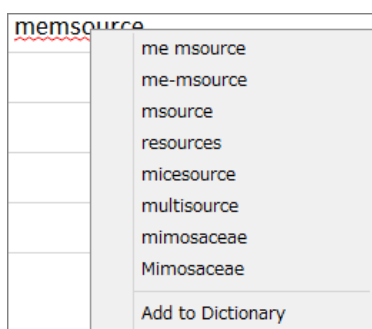 memsource
me msource
me-msource
msource
resources
micesource
multisource
mimosaceae
Mimosaceae
Add to Dictionary